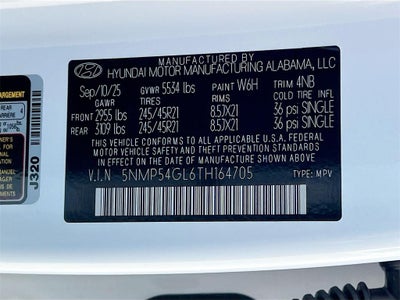 MANUFACTURED BY
HYUNDAI MOTOR MANUFACTURING ALABAMA, LLC
Sep/10/25 GVWR 5534 lbs PAINT W6H TRIM 4NB
GAWR TIRES RIMS COLD TIRE INFL
FRONT 2955 lbs 245/45R21 8.5JX21 36 psi SINGLE
REAR 3109 lbs 245/45R21 8.5JX21 36 psi SINGLE
THIS VEHICLE CONFORMS TO ALL APPLICABLE U.S.A. FEDERAL
MOTOR VEHICLE SAFETY AND THEFT PREVENTION STANDARDS IN
EFFECT ON THE DATE OF MANUFACTURE SHOWN ABOVE.
V.I.N 5NMP54GL6TH164705 TYPE: MPV
REAR 4
J320